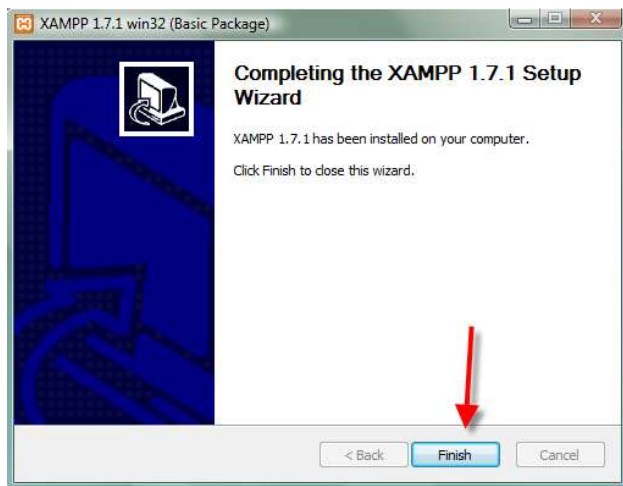 XAMPP 1.7.1 win32 (Basic Package)
Completing the XAMPP 1.7.1 Setup
Wizard
XAMPP 1.7.1 has been installed on your computer.
Click Finish to close this wizard.
< Back
Finish
Cancel